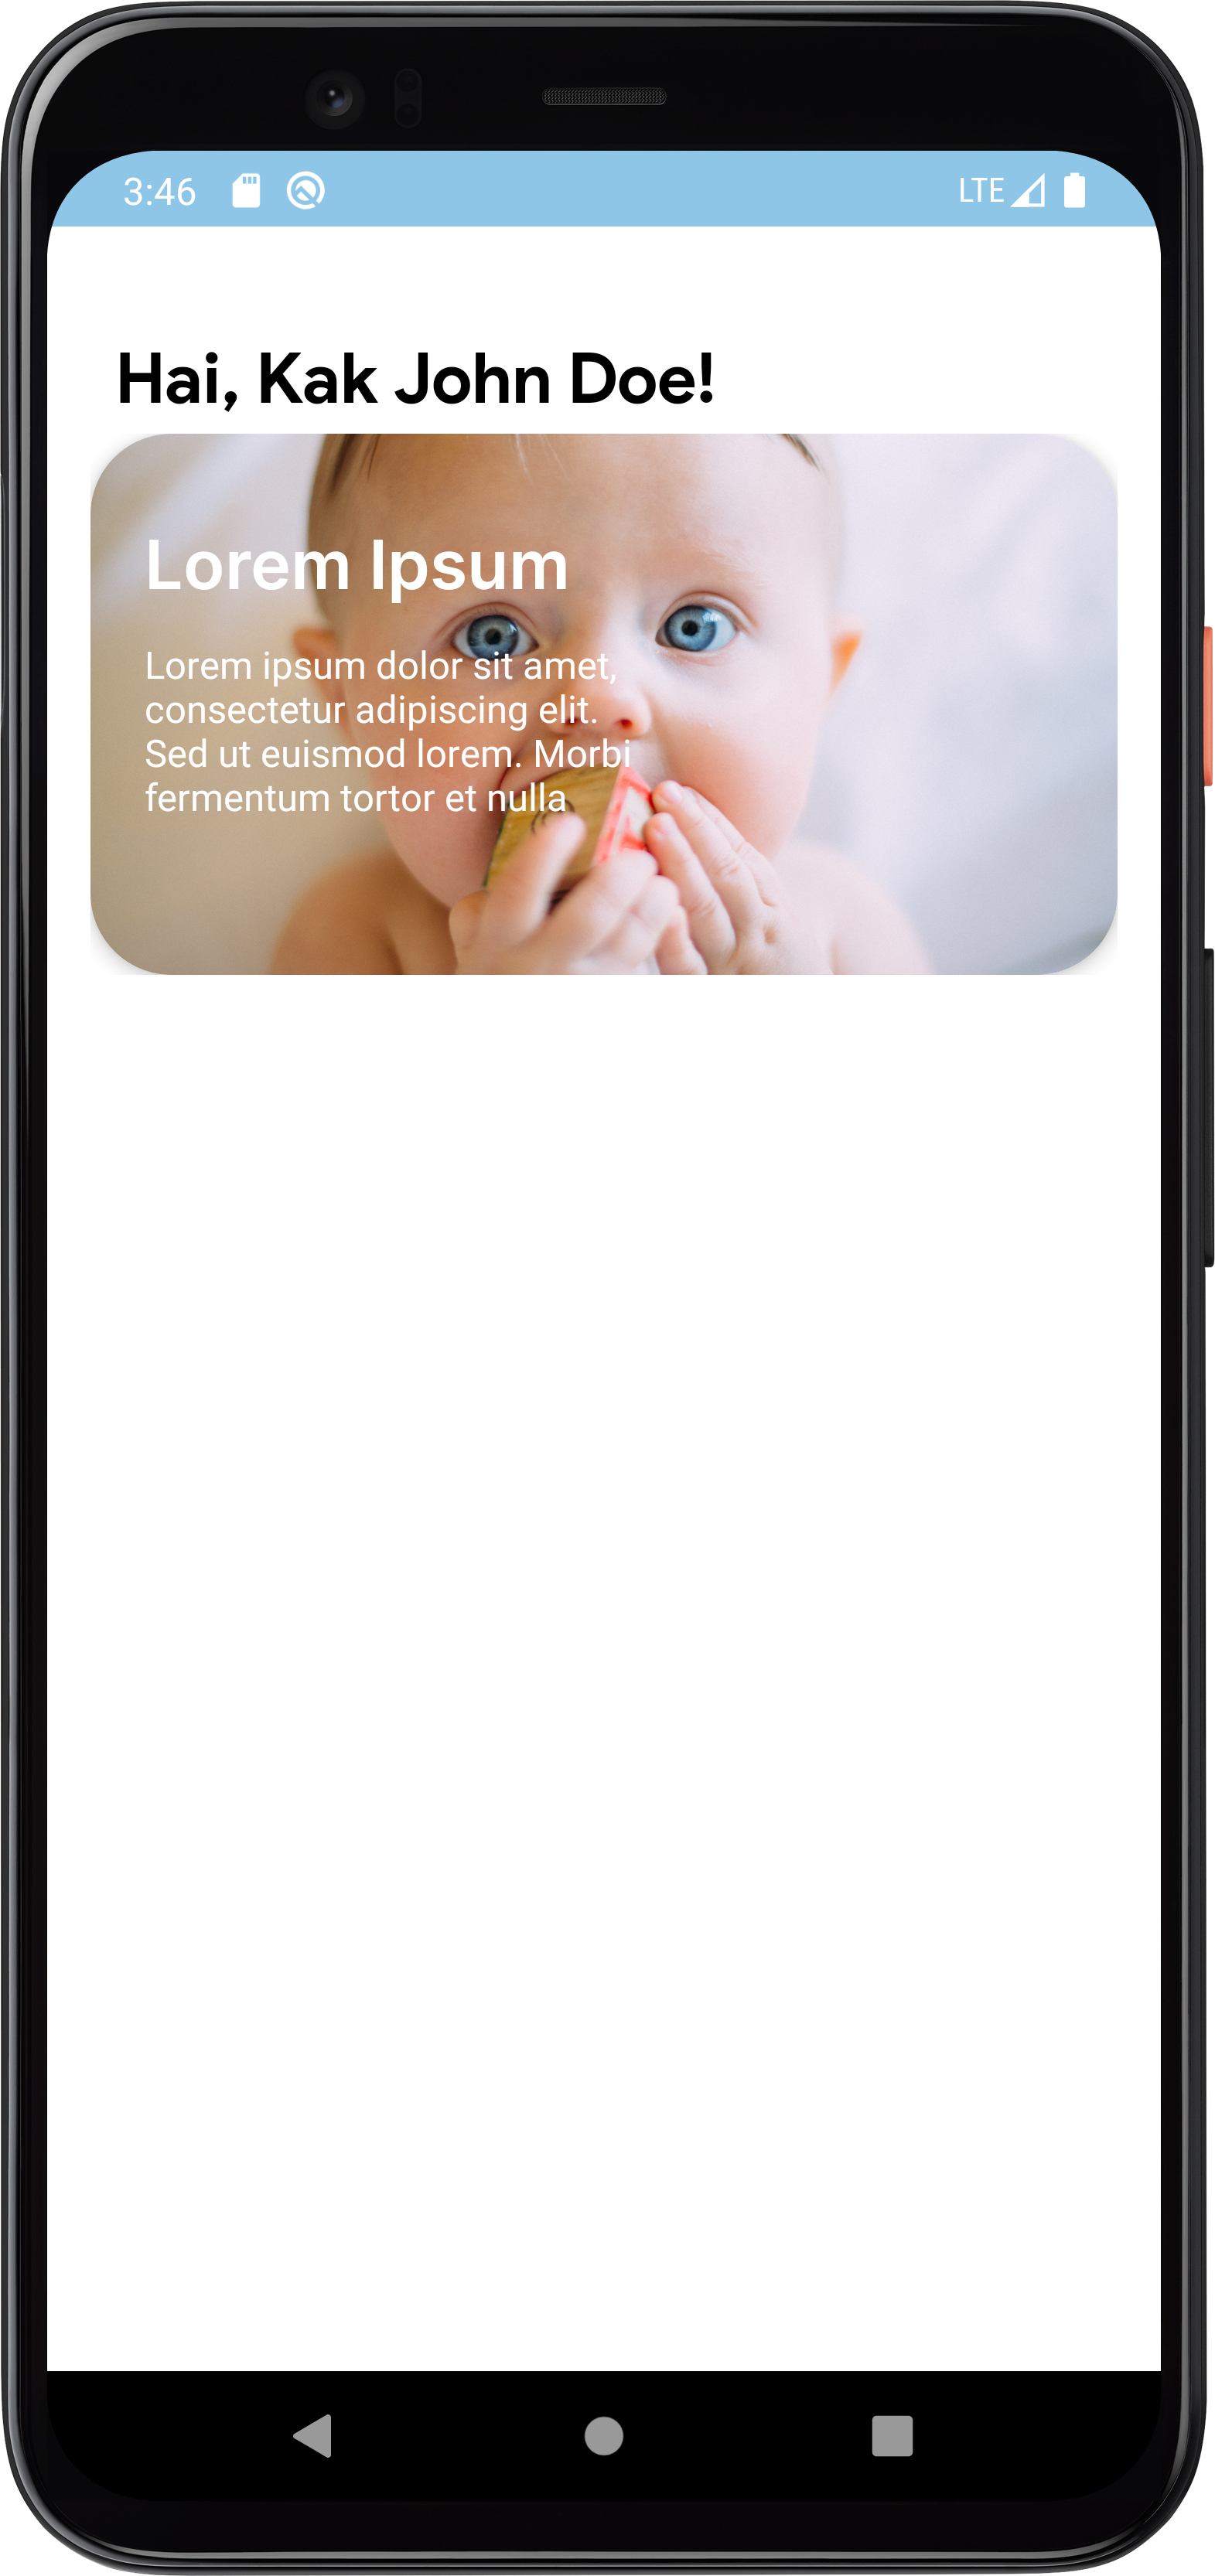 3:46 LTE
Hai, Kak John Doe!
Lorem Ipsum
Lorem ipsum dolor sit amet,
consectetur adipiscing elit.
Sed ut euismod lorem. Morbi
fermentum tortor et nulla